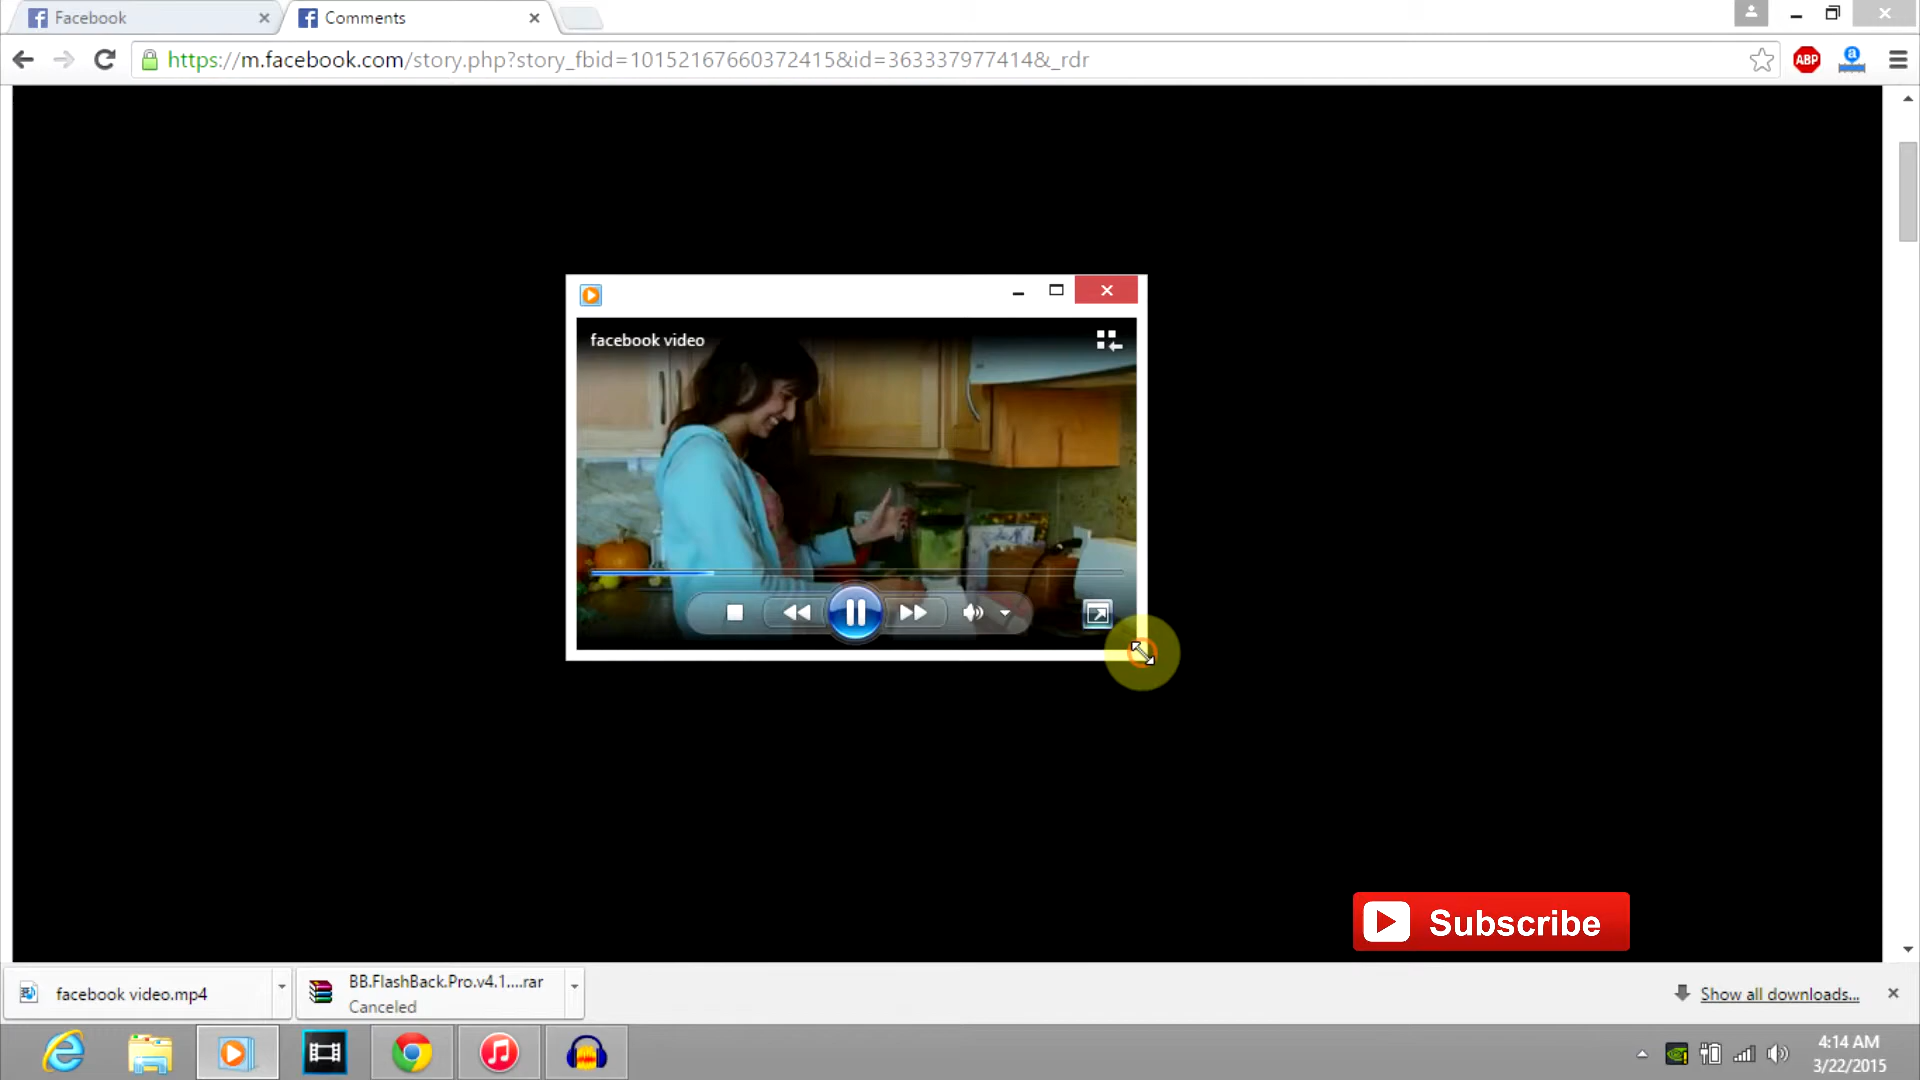 Facebook
Comments
https://m.facebook.com/story.php?story_fbid=10152167660372415&id=363337977414&_rdr
ABP
a
facebook video
Subscribe
facebook video.mp4
BB.FlashBack.Pro.v4.1....rar
Canceled
Show all downloads...
4:14 AM
3/22/2015